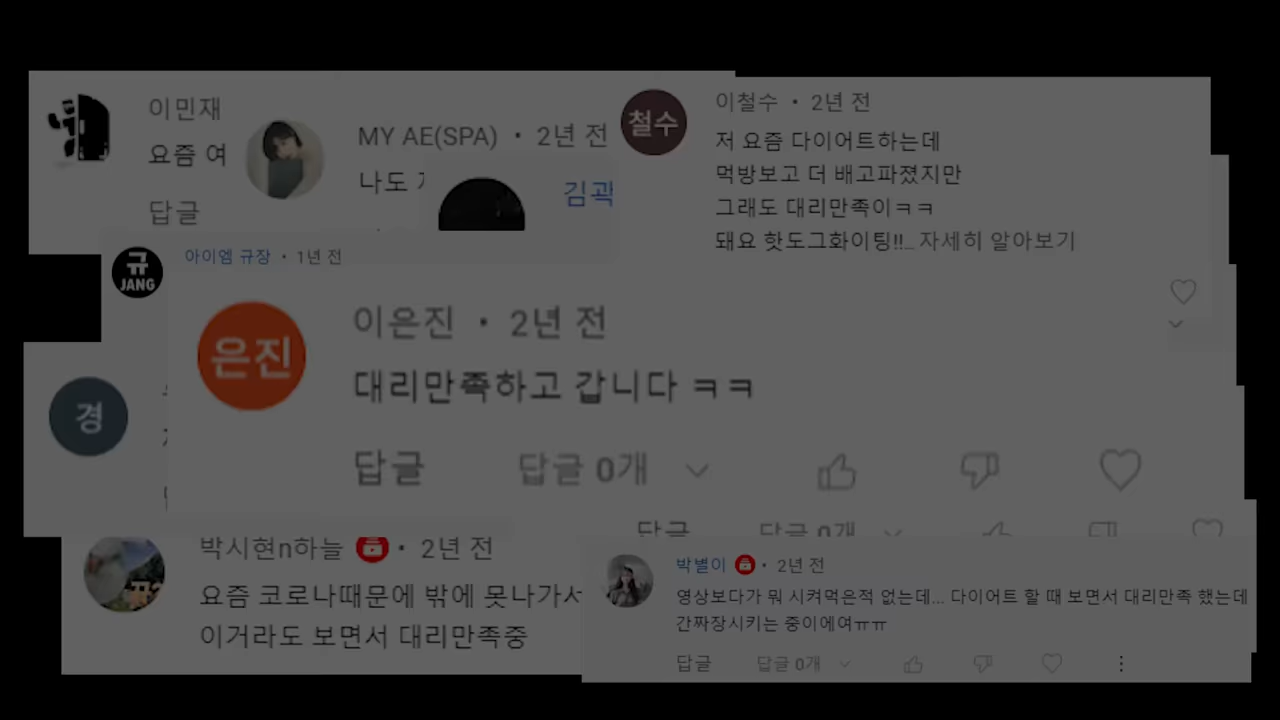 이민재
요즘 여
답글
MY AE(SPA) • 2년 전
나도
김곽
철수
이철수 • 2년 전
저 요즘 다이어트하는데
먹방보고 더 배고파졌지만
그래도 대리만족이ㅋㅋ
돼요 핫도그화이팅!!... 자세히 알아보기
규
JANG
아이엠 규장 • 1년 전
은진
이은진 • 2년 전
대리만족하고 갑니다 ㅋㅋ
답글 답글 0개
경
답글 답글 0개
박시현n하늘 • 2년 전
요즘 코로나때문에 밖에 못나가서
이거라도 보면서 대리만족중
박별이 • 2년 전
영상보다가 뭐 시켜먹은적 없는데... 다이어트 할 때 보면서 대리만족 했는데
간짜장시키는 중이에여ㅠㅠ
답글 답글 0개